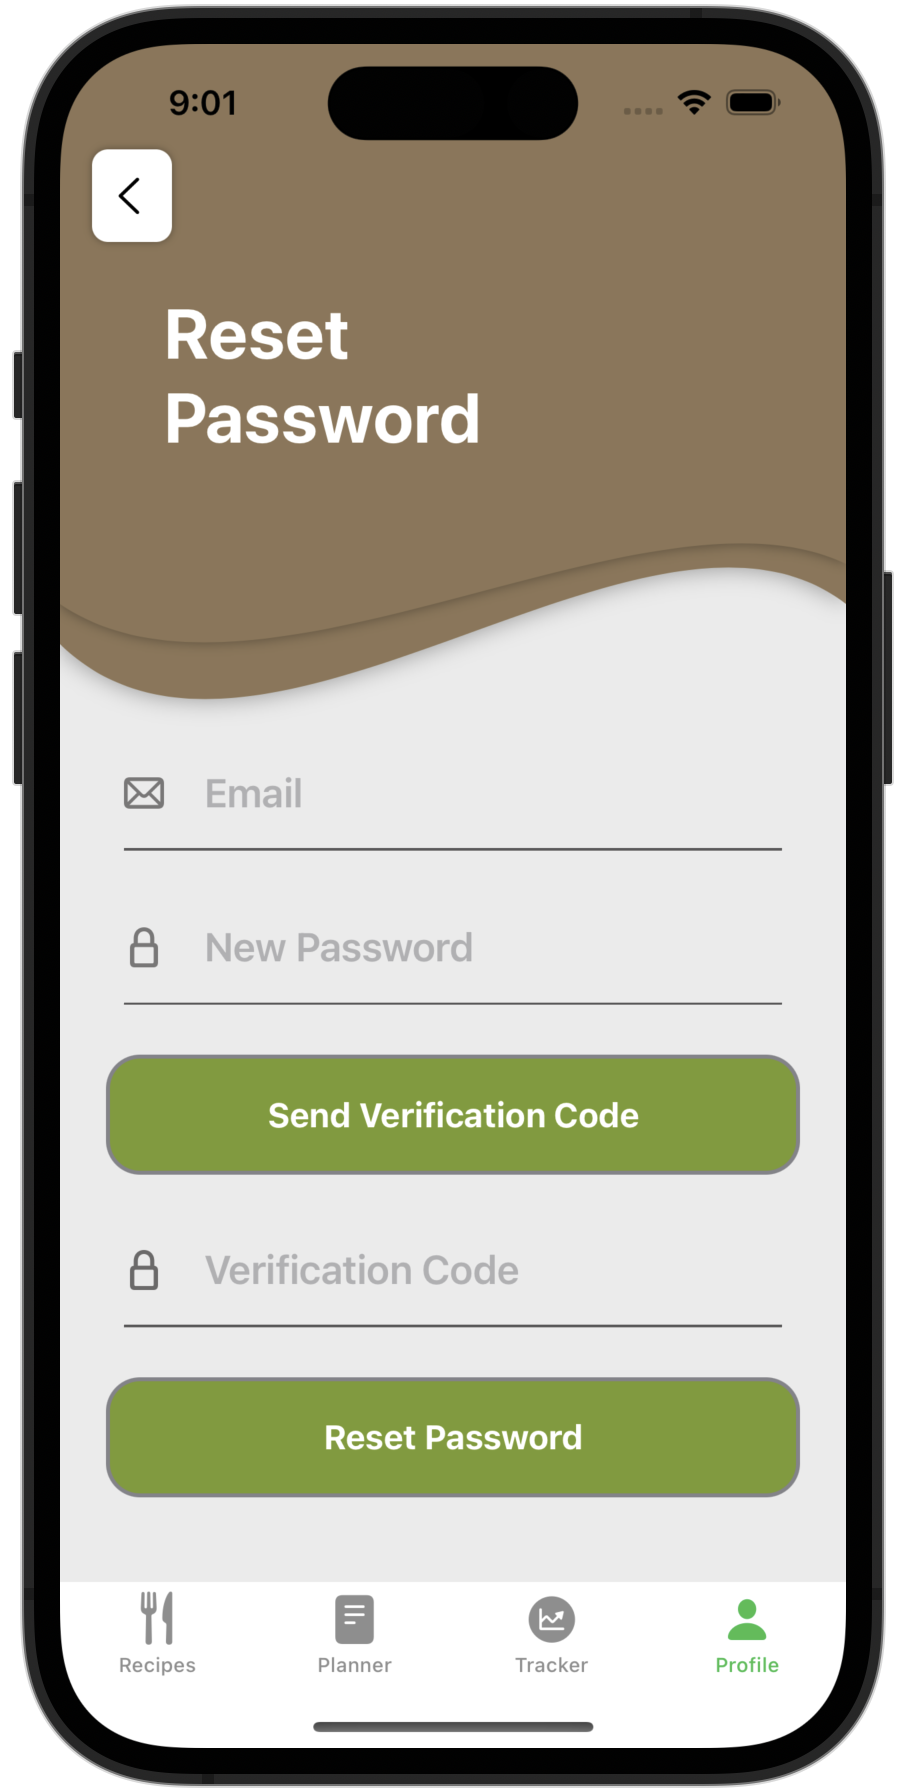 9:01
Reset
Password
Email
New Password
Send Verification Code
Verification Code
Reset Password
Recipes Planner Tracker Profile